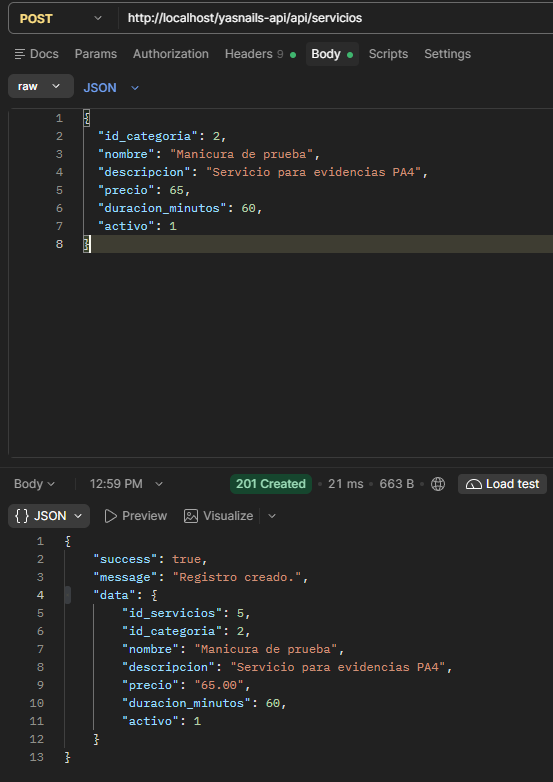 POST http://localhost/yasnails-api/api/servicios
Docs Params Authorization Headers 9 Body Scripts Settings
raw JSON
1 {
2 "id_categoria": 2,
3 "nombre": "Manicura de prueba",
4 "descripcion": "Servicio para evidencias PA4",
5 "precio": 65,
6 "duracion_minutos": 60,
7 "activo": 1
8 }
Body 12:59 PM 201 Created • 21 ms • 663 B • Load test
{} JSON Preview Visualize
1 {
2 "success": true,
3 "message": "Registro creado.",
4 "data": {
5 "id_servicios": 5,
6 "id_categoria": 2,
7 "nombre": "Manicura de prueba",
8 "descripcion": "Servicio para evidencias PA4",
9 "precio": "65.00",
10 "duracion_minutos": 60,
11 "activo": 1
12 }
13 }